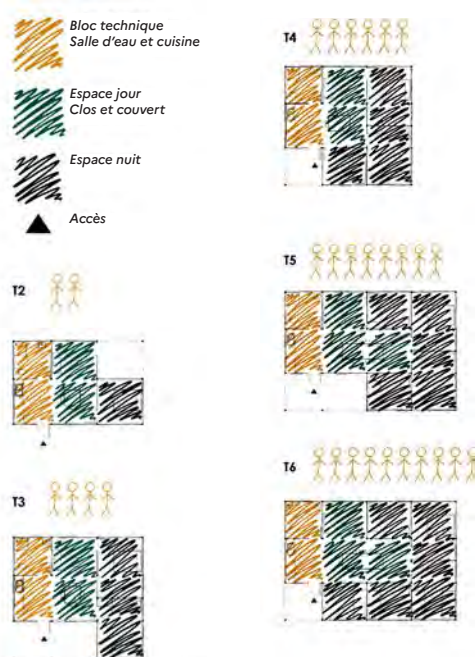 Bloc technique
Salle d'eau et cuisine
Espace jour
Clos et couvert
Espace nuit
Accès
T2
T3
T4
T5
T6